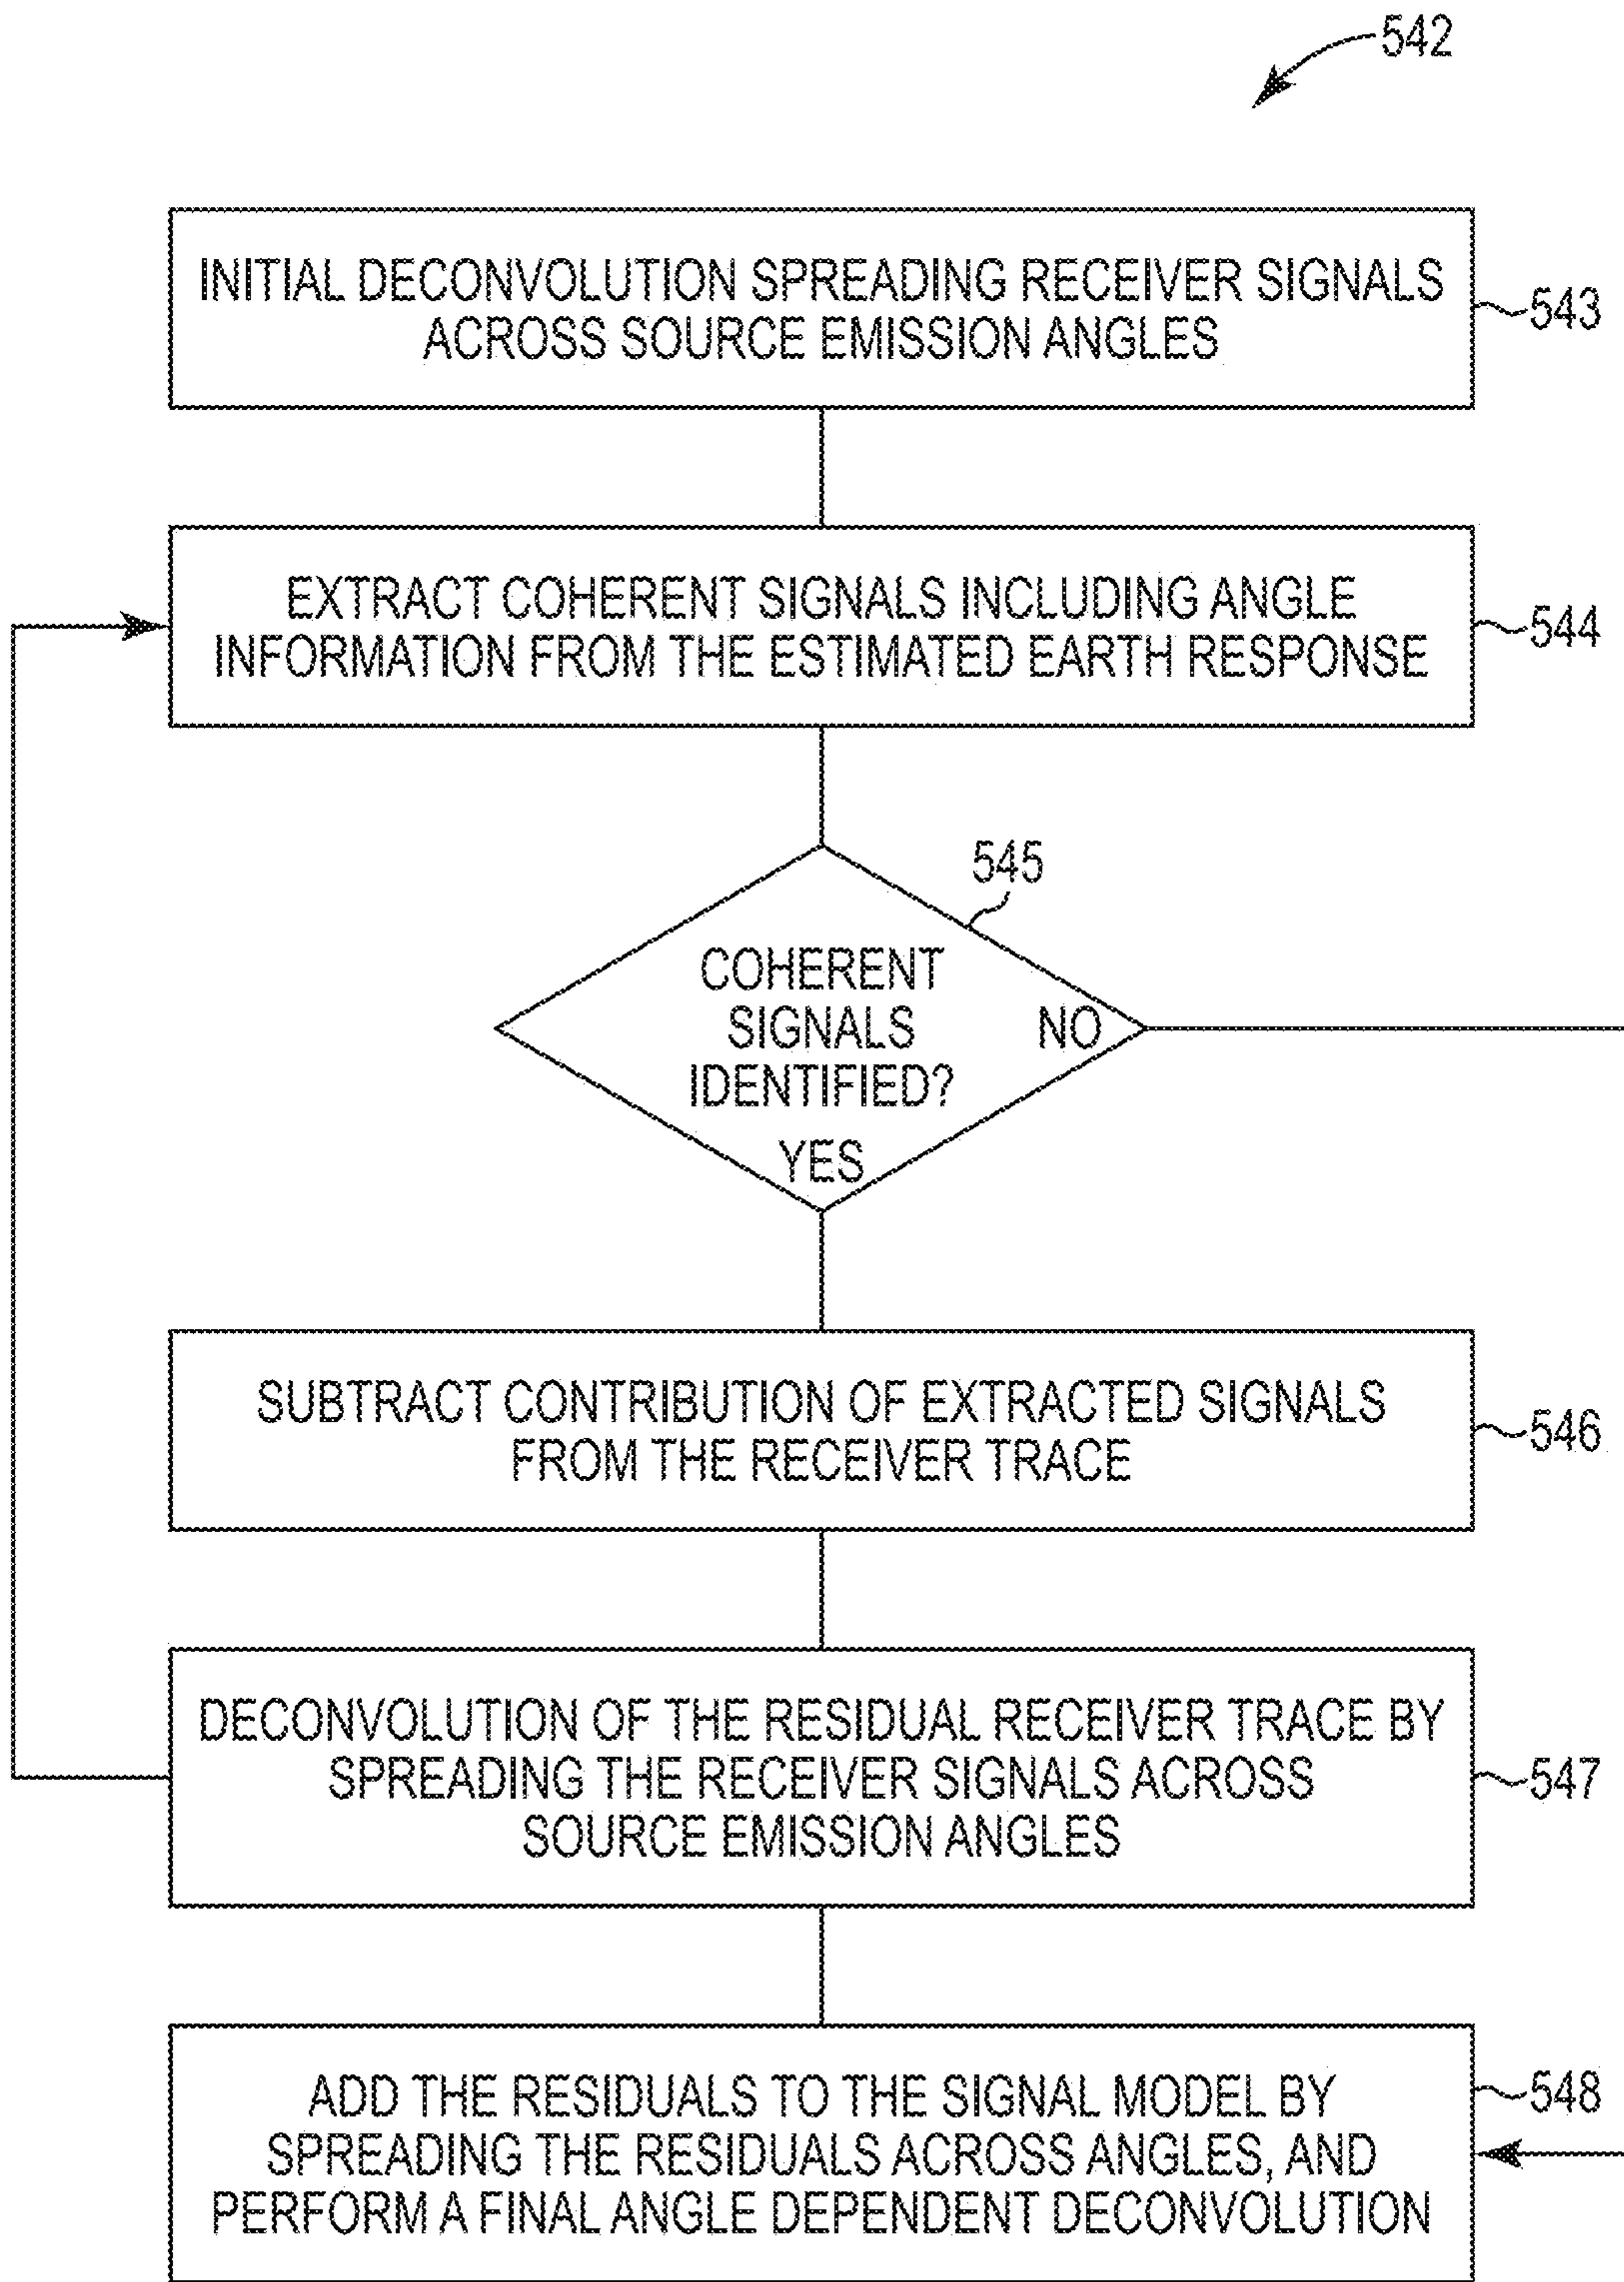 542
INITIAL DECONVOLUTION SPREADING RECEIVER SIGNALS
ACROSS SOURCE EMISSION ANGLES
543
EXTRACT COHERENT SIGNALS INCLUDING ANGLE
INFORMATION FROM THE ESTIMATED EARTH RESPONSE
544
545
COHERENT
SIGNALS
IDENTIFIED?
NO
YES
SUBTRACT CONTRIBUTION OF EXTRACTED SIGNALS
FROM THE RECEIVER TRACE
546
DECONVOLUTION OF THE RESIDUAL RECEIVER TRACE BY
SPREADING THE RECEIVER SIGNALS ACROSS
SOURCE EMISSION ANGLES
547
ADD THE RESIDUALS TO THE SIGNAL MODEL BY
SPREADING THE RESIDUALS ACROSS ANGLES, AND
PERFORM A FINAL ANGLE DEPENDENT DECONVOLUTION
548